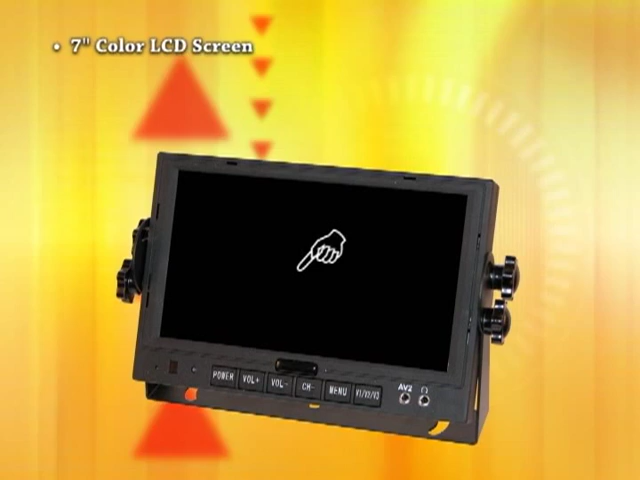 • 7" Color LCD Screen
POWER VOL+ VOL- CH- MENU V1/V2/V3
AV2